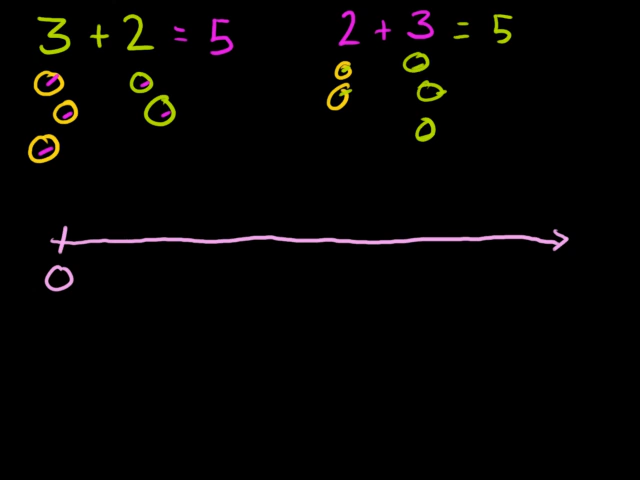 3 + 2 = 5
2 + 3 = 5
0